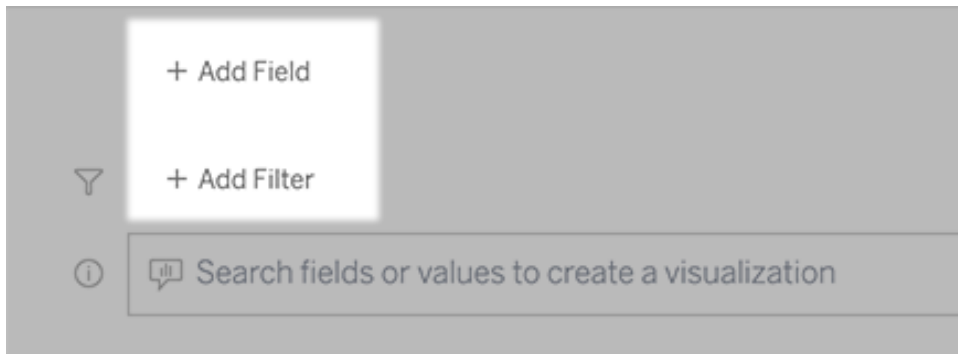 + Add Field
+ Add Filter
Search fields or values to create a visualization